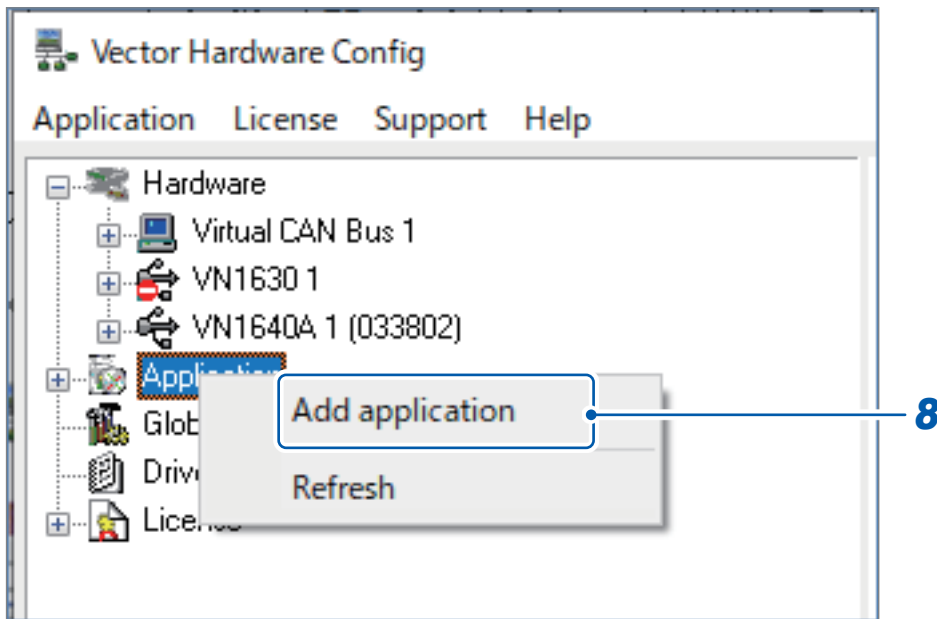 Vector Hardware Config
Application License Support Help
Hardware
Virtual CAN Bus 1
VN1630 1
VN1640A 1 (033802)
Add application
8
Refresh